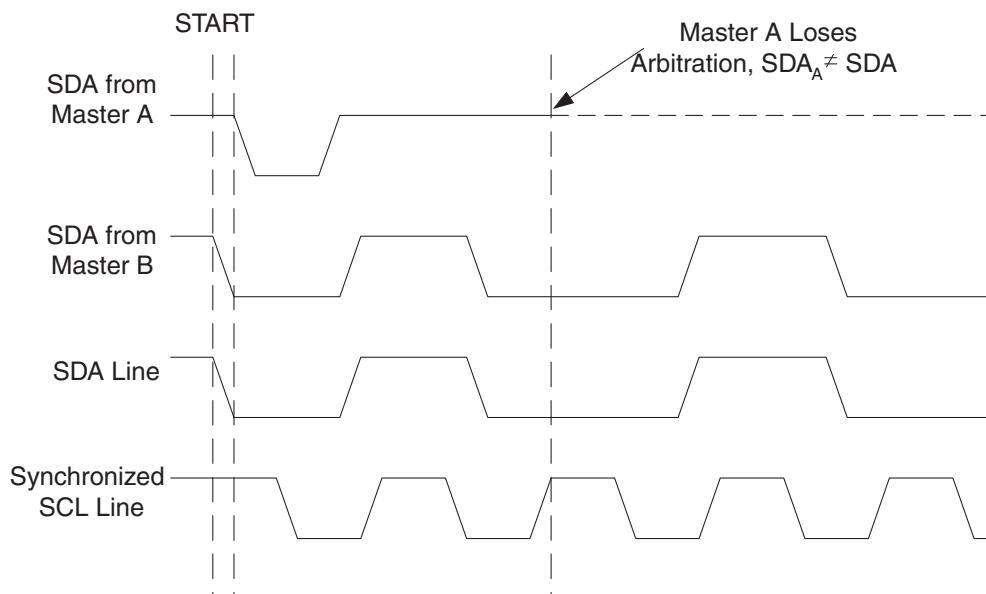 START
Master A Loses
Arbitration, SDA_A ≠ SDA
SDA from
Master A
SDA from
Master B
SDA Line
Synchronized
SCL Line